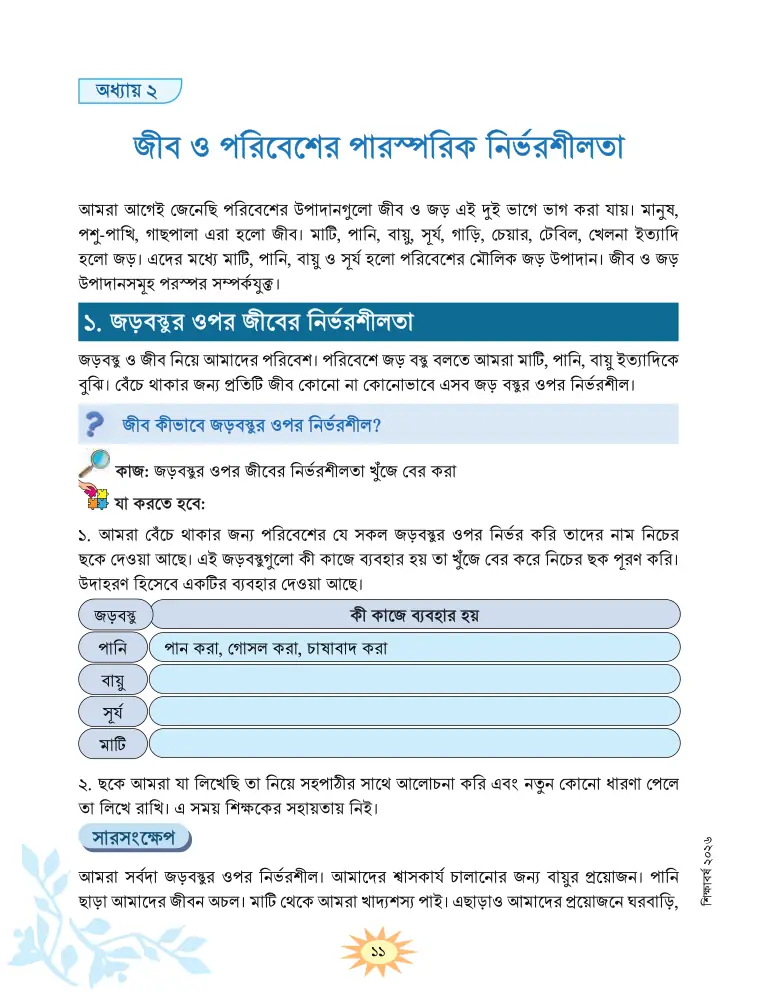 অধ্যায় ২
জীব ও পরিবেশের পারস্পরিক নির্ভরশীলতা
আমরা আগেই জেনেছি পরিবেশের উপাদানগুলো জীব ও জড় এই দুই ভাগে ভাগ করা যায়। মানুষ,
পশু-পাখি, গাছপালা এরা হলো জীব। মাটি, পানি, বায়ু, সূর্য, গাড়ি, চেয়ার, টেবিল, খেলনা ইত্যাদি
হলো জড়। এদের মধ্যে মাটি, পানি, বায়ু ও সূর্য হলো পরিবেশের মৌলিক জড় উপাদান। জীব ও জড়
উপাদানসমূহ পরস্পর সম্পর্কযুক্ত।
১. জড়বস্তুর ওপর জীবের নির্ভরশীলতা
জড়বস্তু ও জীব নিয়ে আমাদের পরিবেশ। পরিবেশে জড় বস্তু বলতে আমরা মাটি, পানি, বায়ু ইত্যাদিকে
বুঝি। বেঁচে থাকার জন্য প্রতিটি জীব কোনো না কোনোভাবে এসব জড় বস্তুর ওপর নির্ভরশীল।
? জীব কীভাবে জড়বস্তুর ওপর নির্ভরশীল?
কাজ: জড়বস্তুর ওপর জীবের নির্ভরশীলতা খুঁজে বের করা
যা করতে হবে:
১. আমরা বেঁচে থাকার জন্য পরিবেশের যে সকল জড়বস্তুর ওপর নির্ভর করি তাদের নাম নিচের
ছকে দেওয়া আছে। এই জড়বস্তুগুলো কী কাজে ব্যবহার হয় তা খুঁজে বের করে নিচের ছক পূরণ করি।
উদাহরণ হিসেবে একটির ব্যবহার দেওয়া আছে।
জড়বস্তু কী কাজে ব্যবহার হয়
পানি পান করা, গোসল করা, চাষাবাদ করা
বায়ু
সূর্য
মাটি
২. ছকে আমরা যা লিখেছি তা নিয়ে সহপাঠীর সাথে আলোচনা করি এবং নতুন কোনো ধারণা পেলে
তা লিখে রাখি। এ সময় শিক্ষকের সহায়তায় নিই।
সারসংক্ষেপ
আমরা সর্বদা জড়বস্তুর ওপর নির্ভরশীল। আমাদের শ্বাসকার্য চালানোর জন্য বায়ুর প্রয়োজন। পানি
ছাড়া আমাদের জীবন অচল। মাটি থেকে আমরা খাদ্যশস্য পাই। এছাড়াও আমাদের প্রয়োজনে ঘরবাড়ি,
শিক্ষাবর্ষ ২০২৬
১১